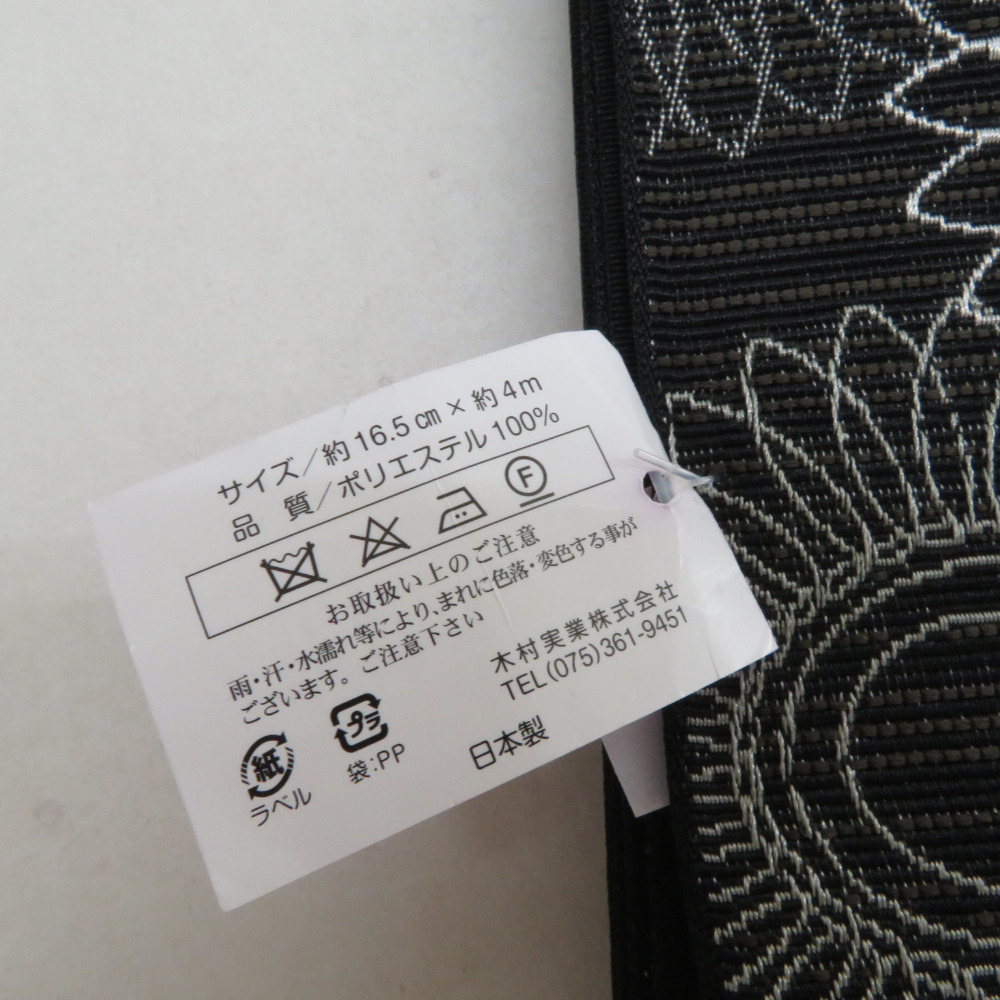 サイズ／約16.5㎝×約4m
品　質／ポリエステル100%
F
お取扱い上のご注意
雨・汗・水濡れ等により、まれに色落・変色する事が
ございます。ご注意下さい
木村実業株式会社
TEL(075)361-9451
紙
ラベル
プラ
袋:PP
日本製